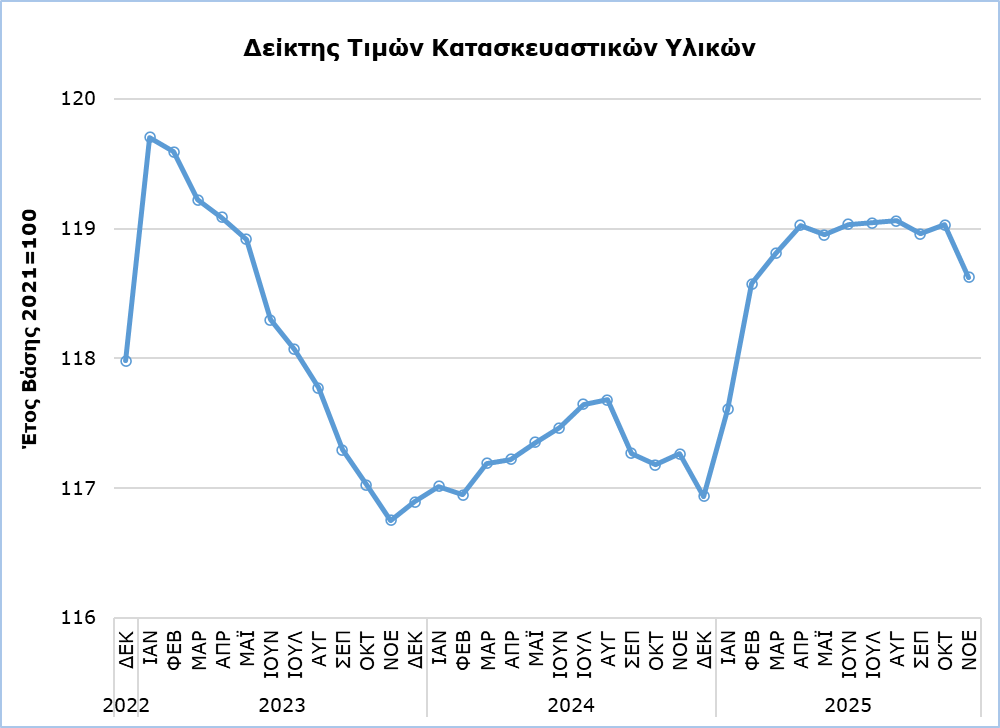 Δείκτης Τιμών Κατασκευαστικών Υλικών
Έτος Βάσης 2021=100
120
119
118
117
116
ΔΕΚ ΙΑΝ ΦΕΒ ΜΑΡ ΑΠΡ ΜΑΪ ΙΟΥΝ ΙΟΥΛ ΑΥΓ ΣΕΠ ΟΚΤ ΝΟΕ ΔΕΚ ΙΑΝ ΦΕΒ ΜΑΡ ΑΠΡ ΜΑΪ ΙΟΥΝ ΙΟΥΛ ΑΥΓ ΣΕΠ ΟΚΤ ΝΟΕ ΔΕΚ ΙΑΝ ΦΕΒ ΜΑΡ ΑΠΡ ΜΑΪ ΙΟΥΝ ΙΟΥΛ ΑΥΓ ΣΕΠ ΟΚΤ ΝΟΕ
2022 2023 2024 2025